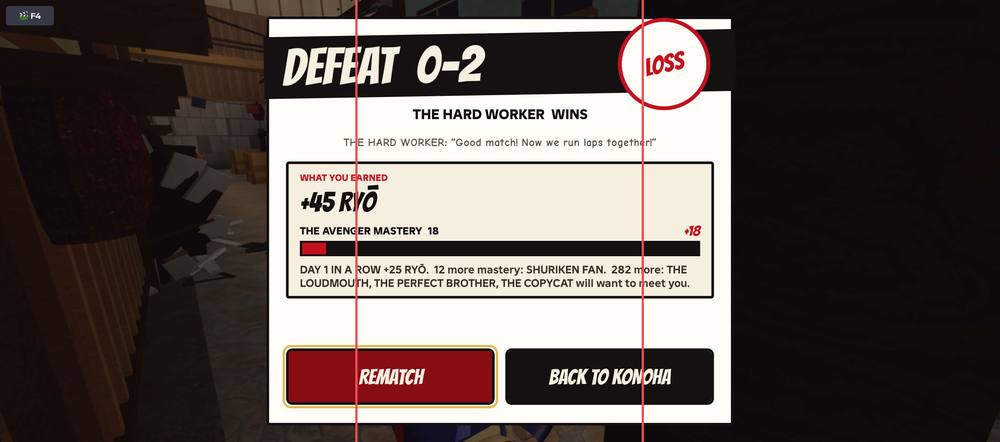 F4
DEFEAT 0-2
LOSS
THE HARD WORKER WINS
THE HARD WORKER: "Good match! Now we run laps together!"
WHAT YOU EARNED
+45 RYŌ
THE AVENGER MASTERY 18
+18
DAY 1 IN A ROW +25 RYŌ. 12 more mastery: SHURIKEN FAN. 282 more: THE
LOUDMOUTH, THE PERFECT BROTHER, THE COPYCAT will want to meet you.
REMATCH
BACK TO KONOHA